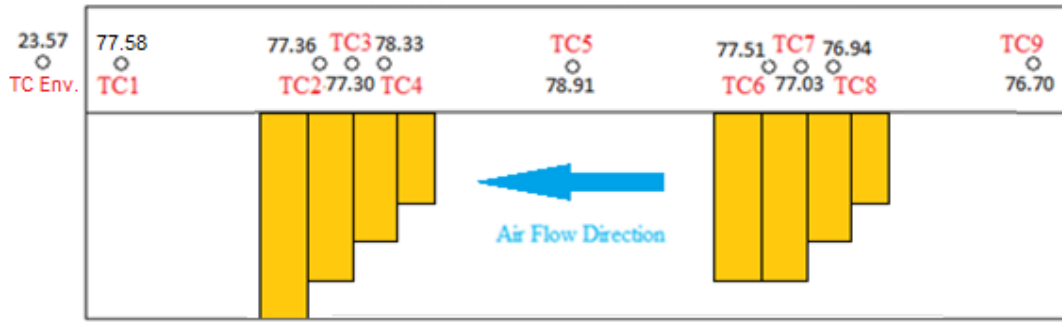 23.57
TC Env.
77.58
TC1
77.36 TC3 78.33
TC2 77.30 TC4
TC5
78.91
77.51 TC7 76.94
TC6 77.03 TC8
TC9
76.70
Air Flow Direction